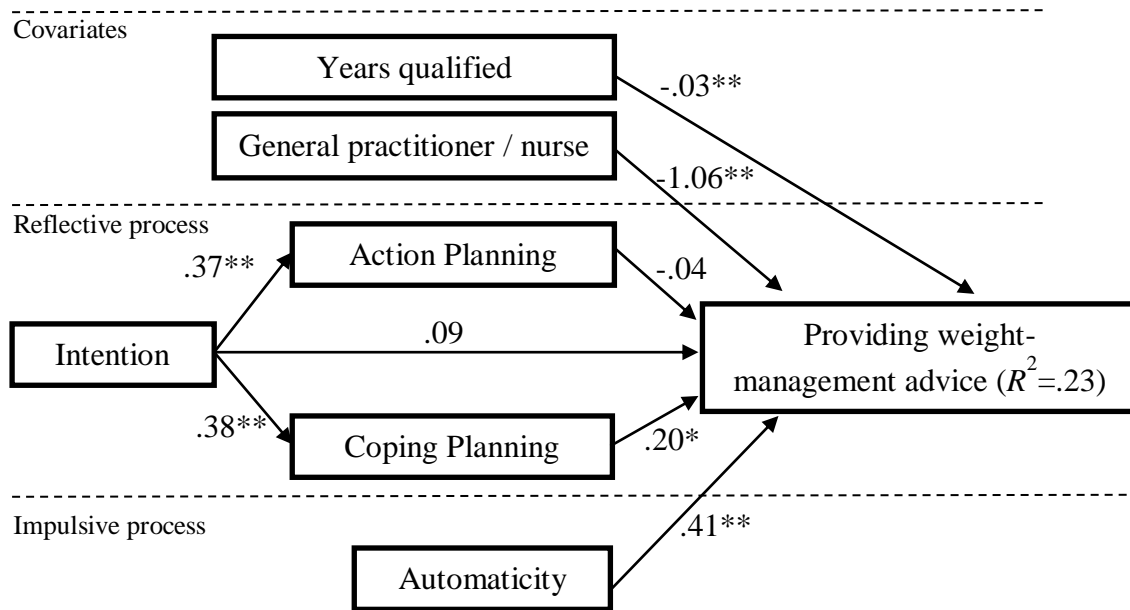 Covariates
Years qualified
-.03**
General practitioner / nurse
-1.06**
Reflective process
.37**
Action Planning
-.04
Intention
.09
Providing weight-
management advice (R²=.23)
.38**
Coping Planning
.20*
Impulsive process
.41**
Automaticity